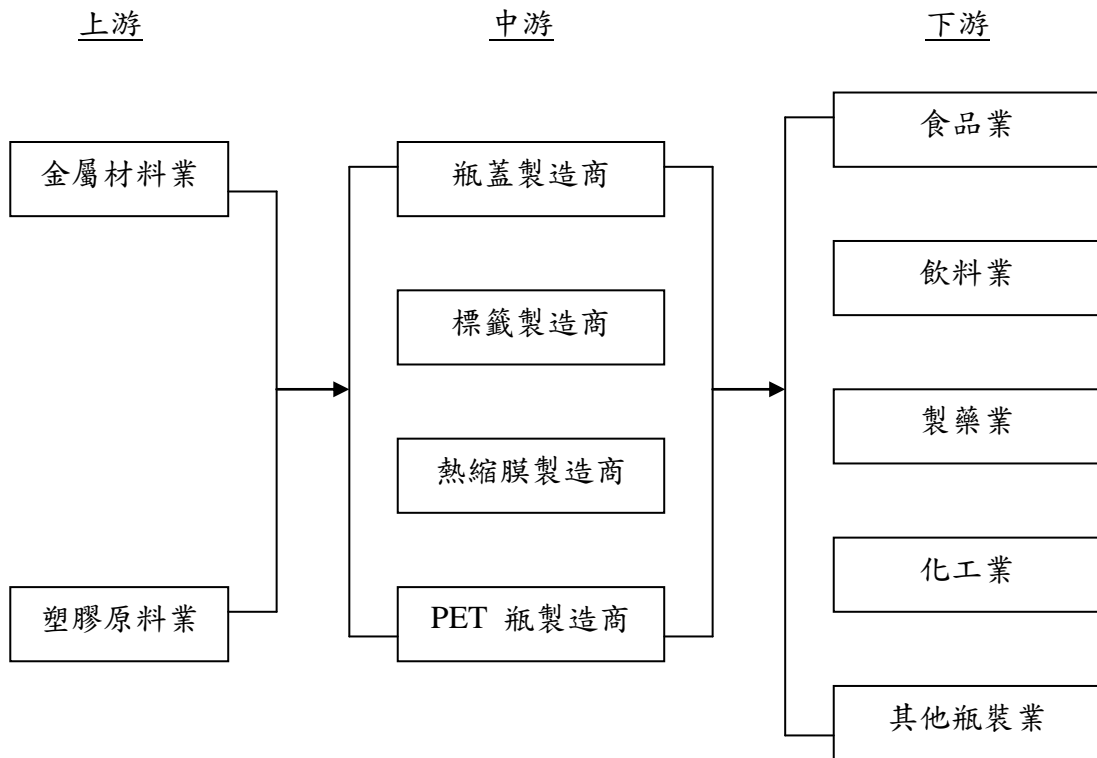 上游
中游
下游
食品業
金屬材料業
瓶蓋製造商
飲料業
標籤製造商
製藥業
熱縮膜製造商
化工業
塑膠原料業
PET 瓶製造商
其他瓶裝業